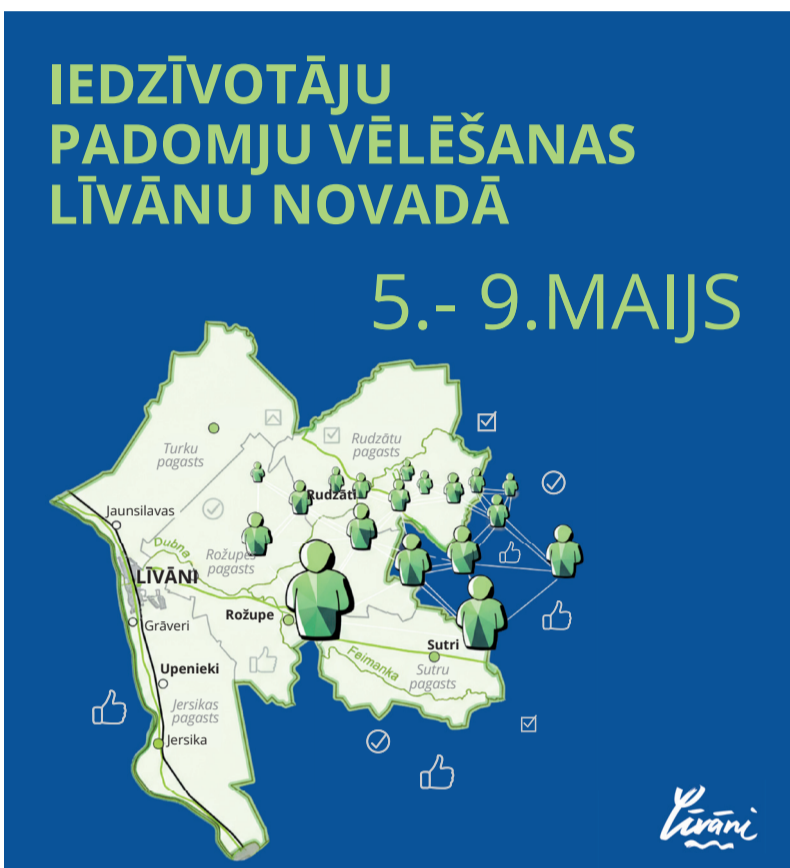 IEDZĪVOTĀJU
PADOMJU VĒLĒŠANAS
LĪVĀNU NOVADĀ
5.- 9.MAIJS
Turku
pagasts
Rudzātu
pagasts
Rudzāti
Jaunsilavas
Dubna
Rožupes
pagasts
LĪVĀNI
Grāveri
Rožupe
Sutri
Feimanka
Sutru
pagasts
Upenieki
Jersikas
pagasts
Jersika
Līvāni